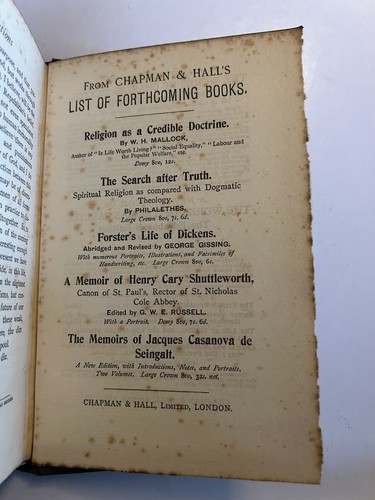 FROM CHAPMAN & HALL'S
LIST OF FORTHCOMING BOOKS.
Religion as a Credible Doctrine.
By W. H. MALLOCK,
Author of "Is Life Worth Living?" "Social Equality," "Labour and
the Popular Welfare," etc.
Demy 8vo, 12s.
The Search after Truth.
Spiritual Religion as compared with Dogmatic
Theology.
By PHILALETHES.
Large Crown 8vo, 7s. 6d.
Forster's Life of Dickens.
Abridged and Revised by GEORGE GISSING.
With numerous Portraits, Illustrations, and Facsimiles of
Handwriting, etc. Large Crown 8vo, 6s.
A Memoir of Henry Cary Shuttleworth,
Canon of St. Paul's, Rector of St. Nicholas
Cole Abbey.
Edited by G. W. E. RUSSELL.
With a Portrait. Demy 8vo, 7s. 6d.
The Memoirs of Jacques Casanova de
Seingalt.
A New Edition, with Introductions, Notes, and Portraits.
Two Volumes. Large Crown 8vo, 32s. net.
CHAPMAN & HALL, LIMITED, LONDON.